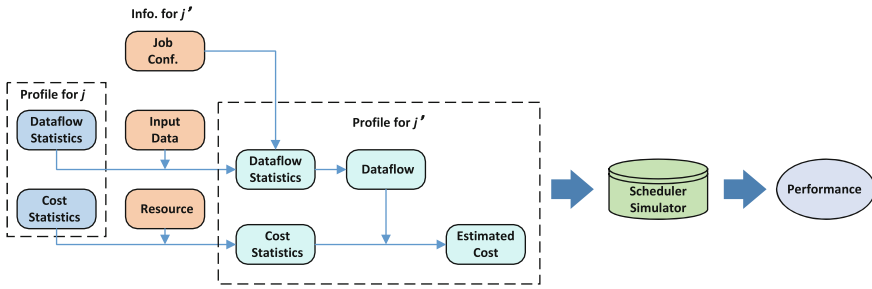 Info. for j'
Job
Conf.
Profile for j
Dataflow
Statistics
Input
Data
Cost
Statistics
Resource
Profile for j'
Dataflow
Statistics
Dataflow
Cost
Statistics
Estimated
Cost
Scheduler
Simulator
Performance